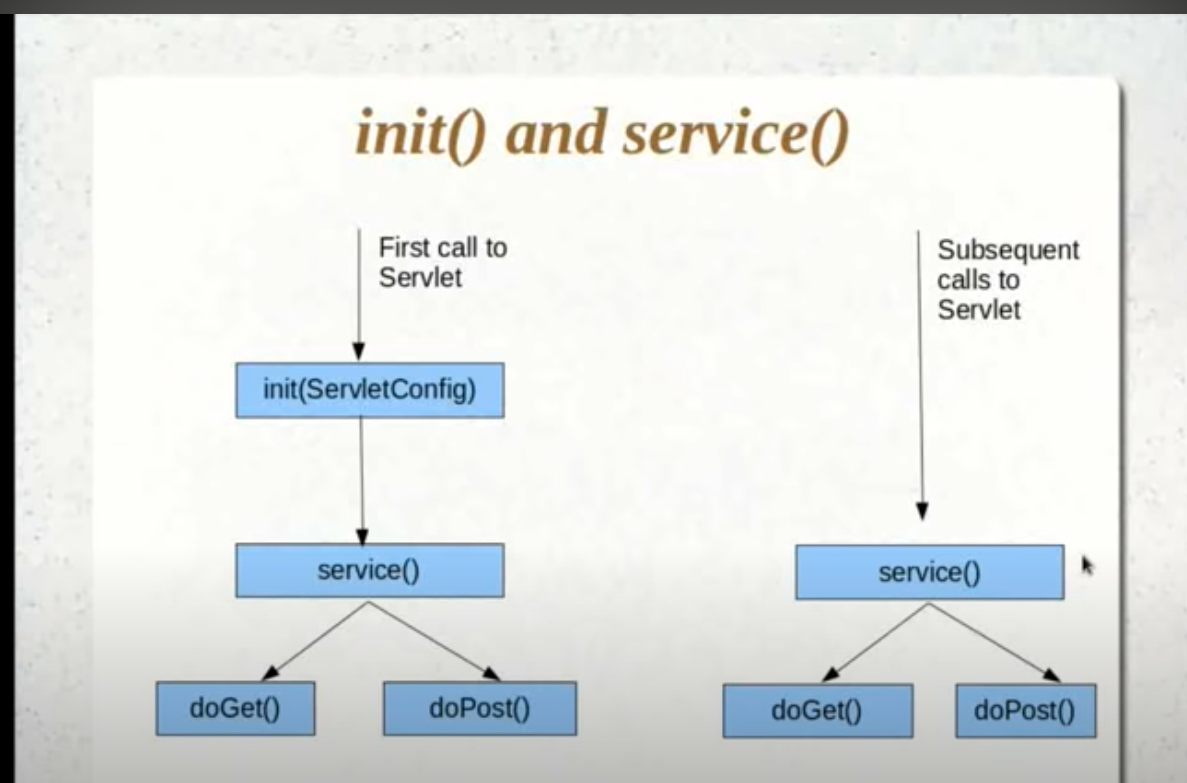 init() and service()
First call to
Servlet
init(ServletConfig)
service()
doGet()
doPost()
Subsequent
calls to
Servlet
service()
doGet()
doPost()